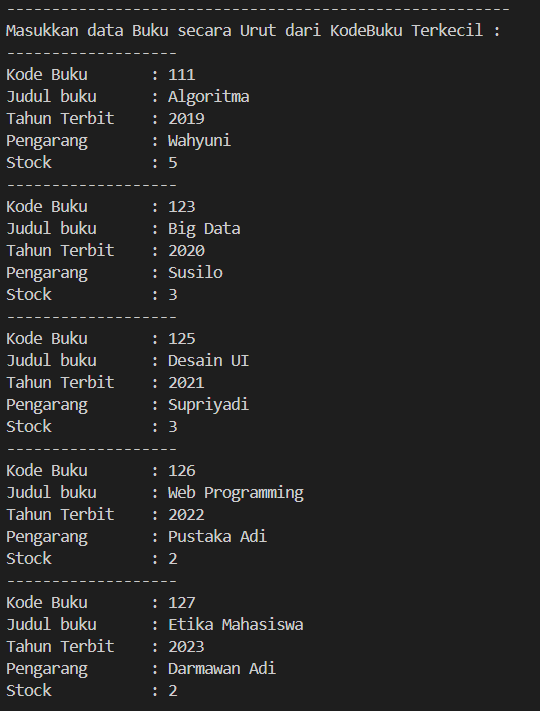 --------------------------------------------------------
Masukkan data Buku secara Urut dari KodeBuku Terkecil :
-------------------
Kode Buku       : 111
Judul buku      : Algoritma
Tahun Terbit    : 2019
Pengarang       : Wahyuni
Stock           : 5
-------------------
Kode Buku       : 123
Judul buku      : Big Data
Tahun Terbit    : 2020
Pengarang       : Susilo
Stock           : 3
-------------------
Kode Buku       : 125
Judul buku      : Desain UI
Tahun Terbit    : 2021
Pengarang       : Supriyadi
Stock           : 3
-------------------
Kode Buku       : 126
Judul buku      : Web Programming
Tahun Terbit    : 2022
Pengarang       : Pustaka Adi
Stock           : 2
-------------------
Kode Buku       : 127
Judul buku      : Etika Mahasiswa
Tahun Terbit    : 2023
Pengarang       : Darmawan Adi
Stock           : 2